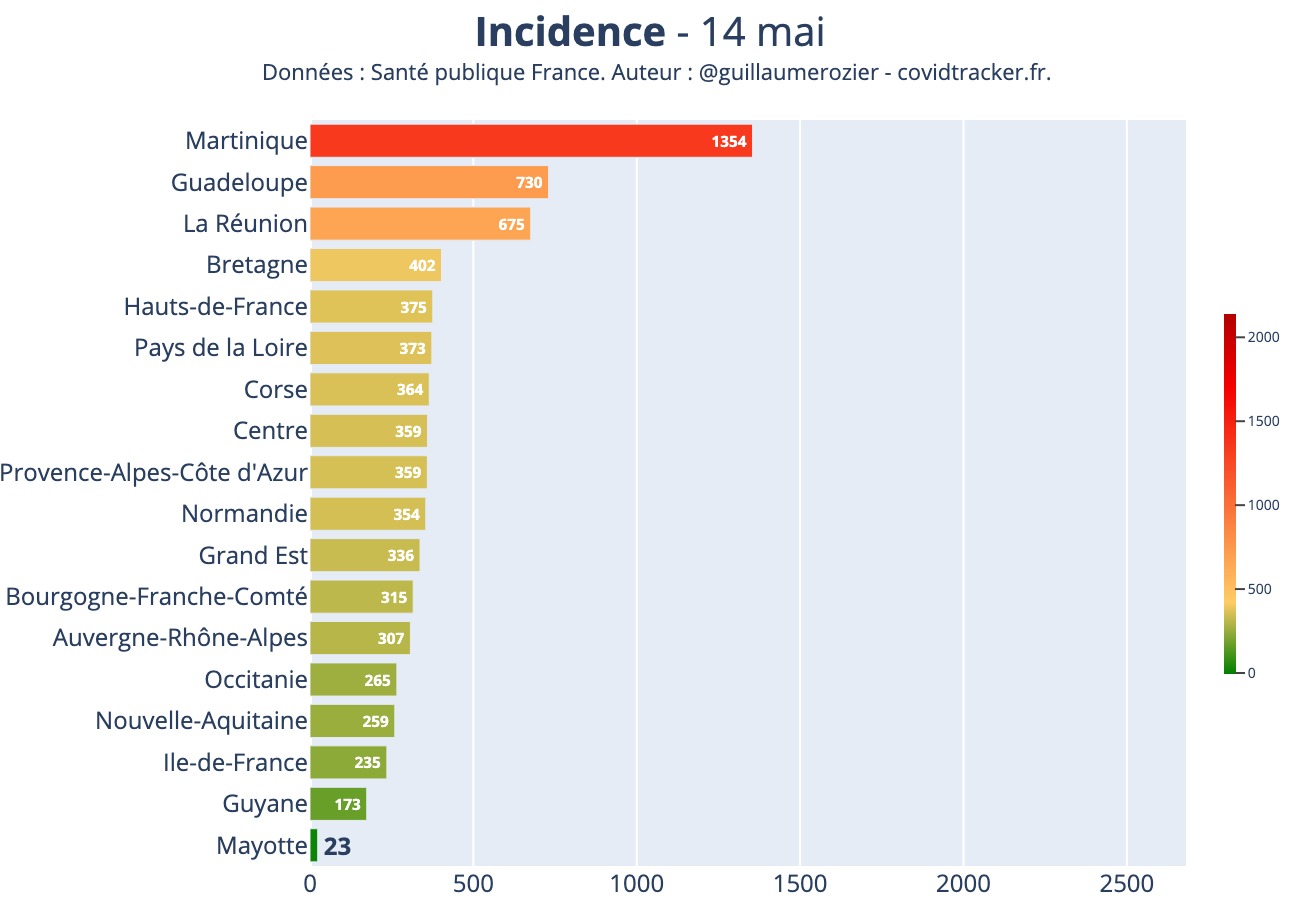 Incidence - 14 mai
Données : Santé publique France. Auteur : @guillaumerozier - covidtracker.fr.
Martinique 1354
Guadeloupe 730
La Réunion 675
Bretagne 402
Hauts-de-France 375
Pays de la Loire 373
Corse 364
Centre 359
Provence-Alpes-Côte d'Azur 359
Normandie 354
Grand Est 336
Bourgogne-Franche-Comté 315
Auvergne-Rhône-Alpes 307
Occitanie 265
Nouvelle-Aquitaine 259
Ile-de-France 235
Guyane 173
Mayotte 23
0 500 1000 1500 2000 2500
2000
1500
1000
500
0